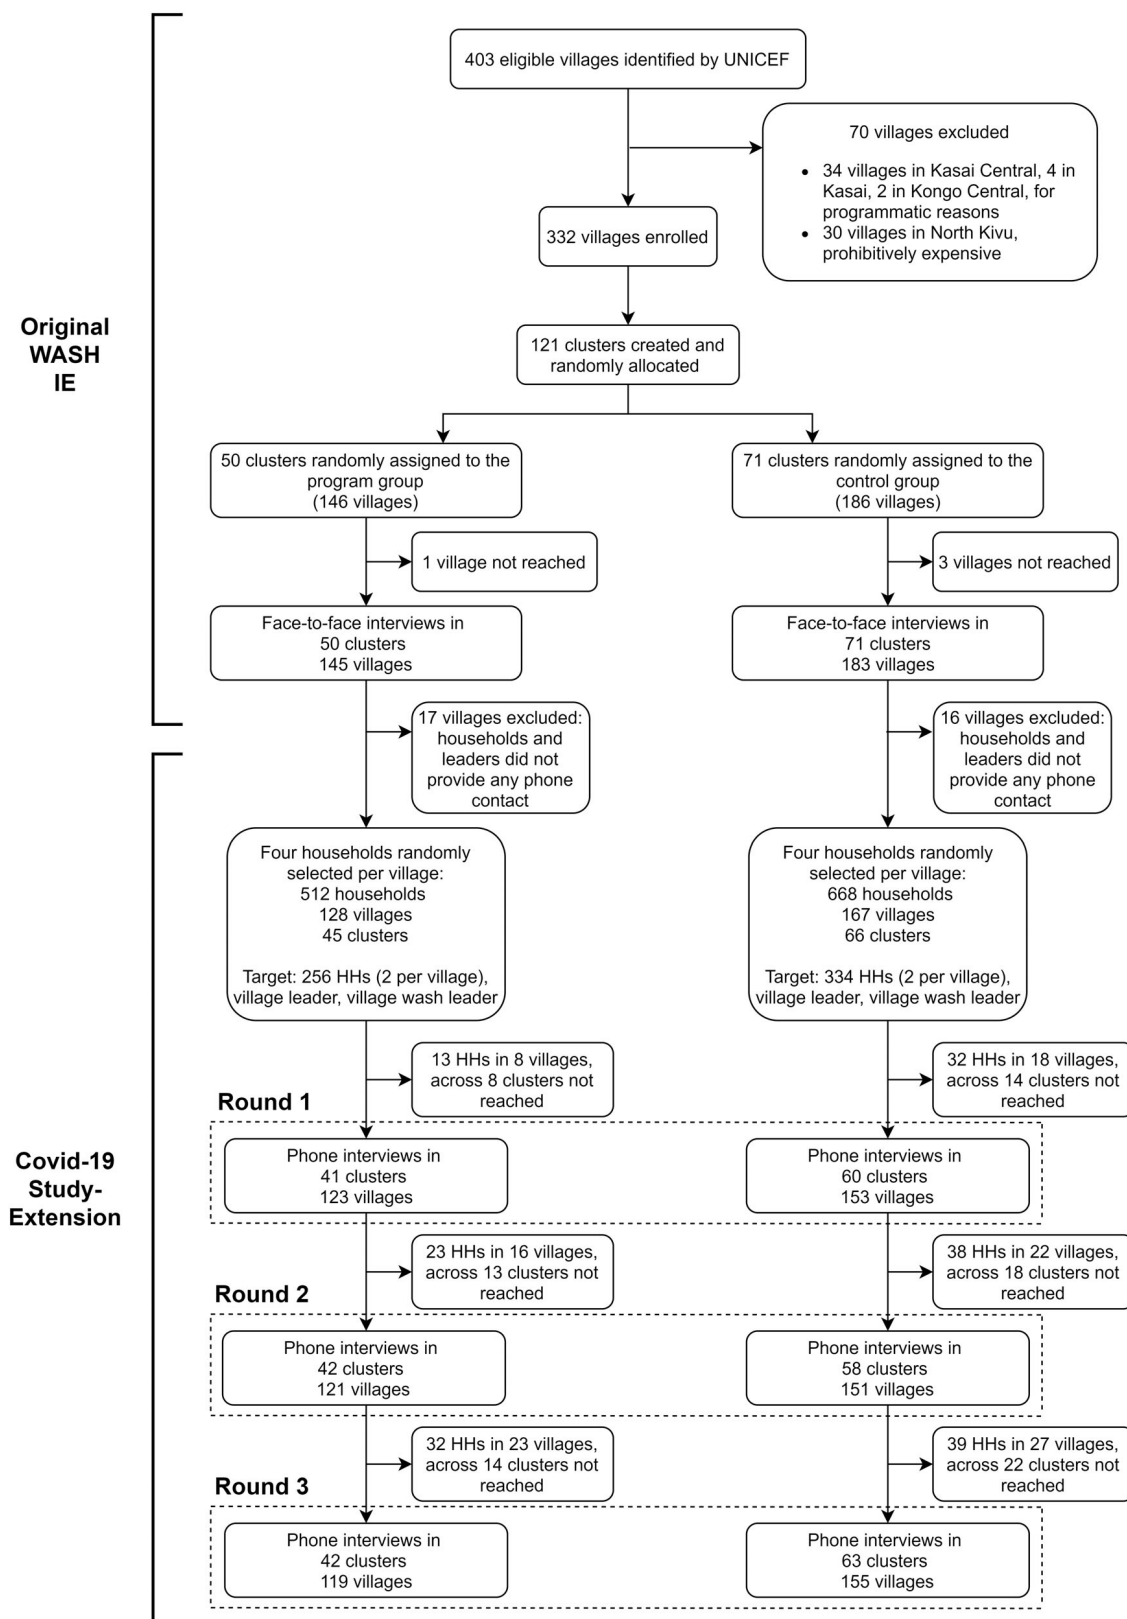 403 eligible villages identified by UNICEF
70 villages excluded
• 34 villages in Kasai Central, 4 in
Kasai, 2 in Kongo Central, for
programmatic reasons
• 30 villages in North Kivu,
prohibitively expensive
332 villages enrolled
Original
WASH
IE
121 clusters created and
randomly allocated
50 clusters randomly assigned to the
program group
(146 villages)
71 clusters randomly assigned to the
control group
(186 villages)
1 village not reached
3 villages not reached
Face-to-face interviews in
50 clusters
145 villages
Face-to-face interviews in
71 clusters
183 villages
17 villages excluded:
households and
leaders did not
provide any phone
contact
16 villages excluded:
households and
leaders did not
provide any phone
contact
Four households randomly
selected per village:
512 households
128 villages
45 clusters
Target: 256 HHs (2 per village),
village leader, village wash leader
Four households randomly
selected per village:
668 households
167 villages
66 clusters
Target: 334 HHs (2 per village),
village leader, village wash leader
13 HHs in 8 villages,
across 8 clusters not
reached
32 HHs in 18 villages,
across 14 clusters not
reached
Round 1
Phone interviews in
41 clusters
123 villages
Phone interviews in
60 clusters
153 villages
Covid-19
Study-
Extension
23 HHs in 16 villages,
across 13 clusters not
reached
38 HHs in 22 villages,
across 18 clusters not
reached
Round 2
Phone interviews in
42 clusters
121 villages
Phone interviews in
58 clusters
151 villages
32 HHs in 23 villages,
across 14 clusters not
reached
39 HHs in 27 villages,
across 22 clusters not
reached
Round 3
Phone interviews in
42 clusters
119 villages
Phone interviews in
63 clusters
155 villages